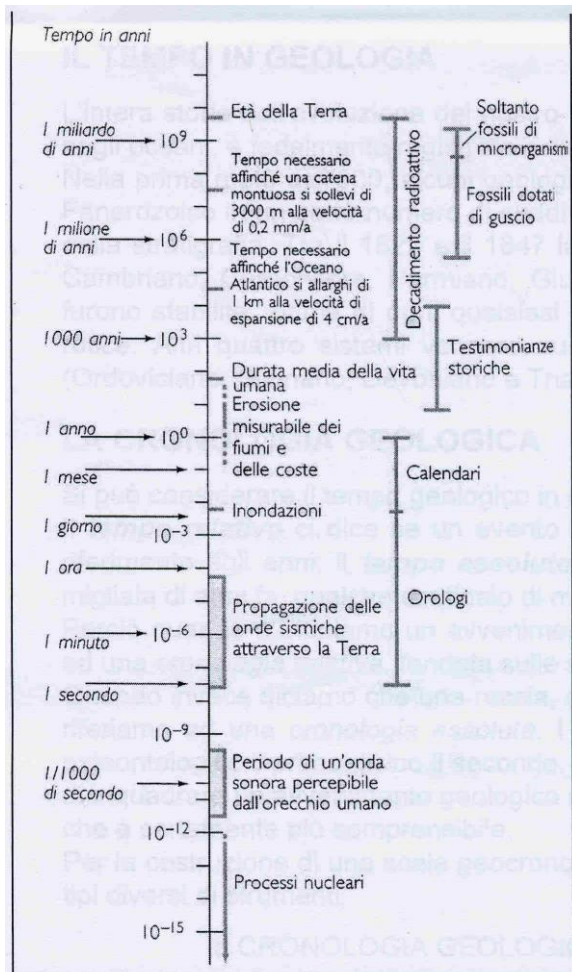 Tempo in anni
IL TEMPO IN GEOLOGIA
Età della Terra
1 miliardo
di anni
10⁹
Tempo necessario
affinché una catena
montuosa si sollevi di
3000 m alla velocità
di 0,2 mm/a
1 milione
di anni
10⁶
Tempo necessario
affinché l'Oceano
Atlantico si allarghi di
1 km alla velocità di
espansione di 4 cm/a
1000 anni
10³
Durata media della vita
umana
Erosione
misurabile dei
fiumi e
delle coste
1 anno
10⁰
1 mese
1 giorno
Inondazioni
10⁻³
1 ora
Propagazione delle
onde sismiche
attraverso la Terra
10⁻⁶
1 minuto
1 secondo
10⁻⁹
1/1000
di secondo
Periodo di un'onda
sonora percepibile
dall'orecchio umano
10⁻¹²
Processi nucleari
10⁻¹⁵
Decadimento radioattivo
Soltanto
fossili di
microrganismi
Fossili dotati
di guscio
Testimonianze
storiche
LA CRONOLOGIA GEOLOGICA
Calendari
Orologi